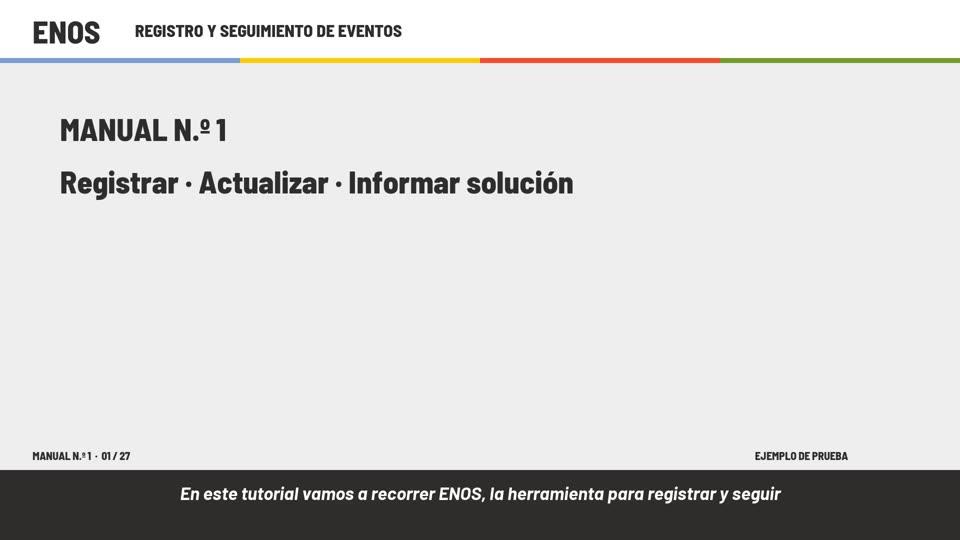 ENOS
REGISTRO Y SEGUIMIENTO DE EVENTOS
MANUAL N.º 1
Registrar · Actualizar · Informar solución
MANUAL N.º 1 · 01 / 27
EJEMPLO DE PRUEBA
En este tutorial vamos a recorrer ENOS, la herramienta para registrar y seguir